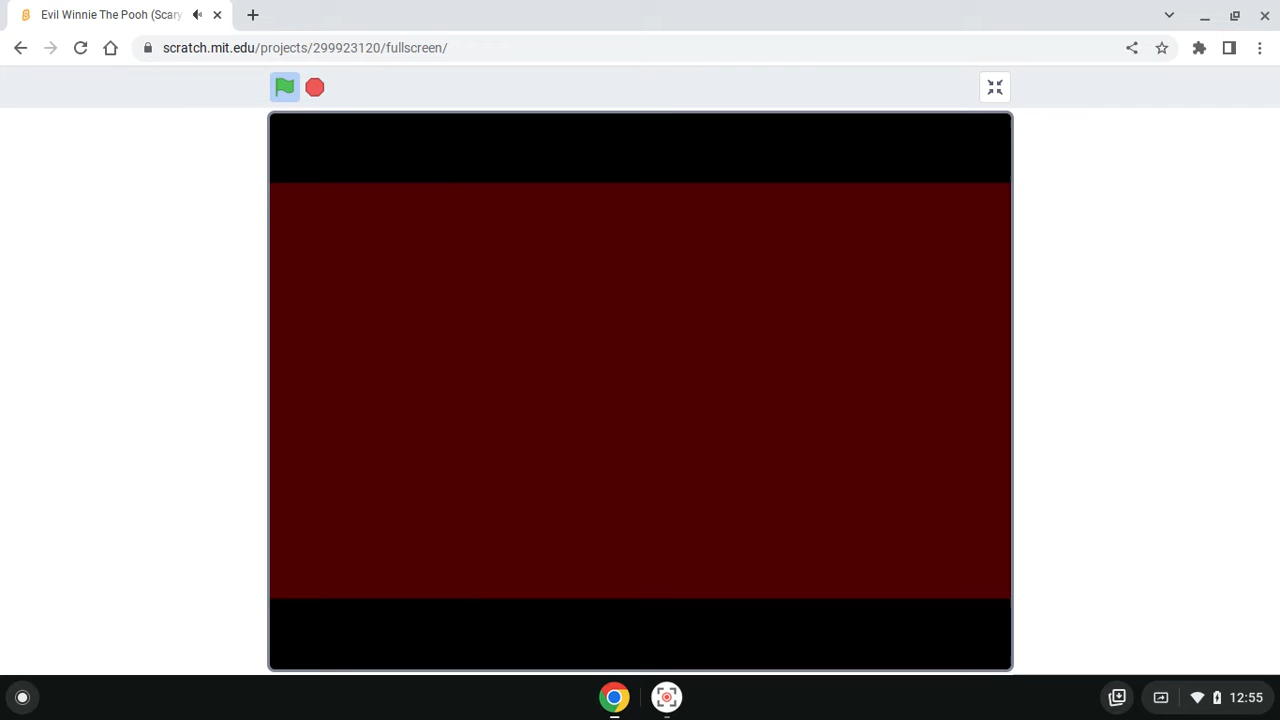 Evil Winnie The Pooh (Scary
scratch.mit.edu/projects/299923120/fullscreen/
12:55